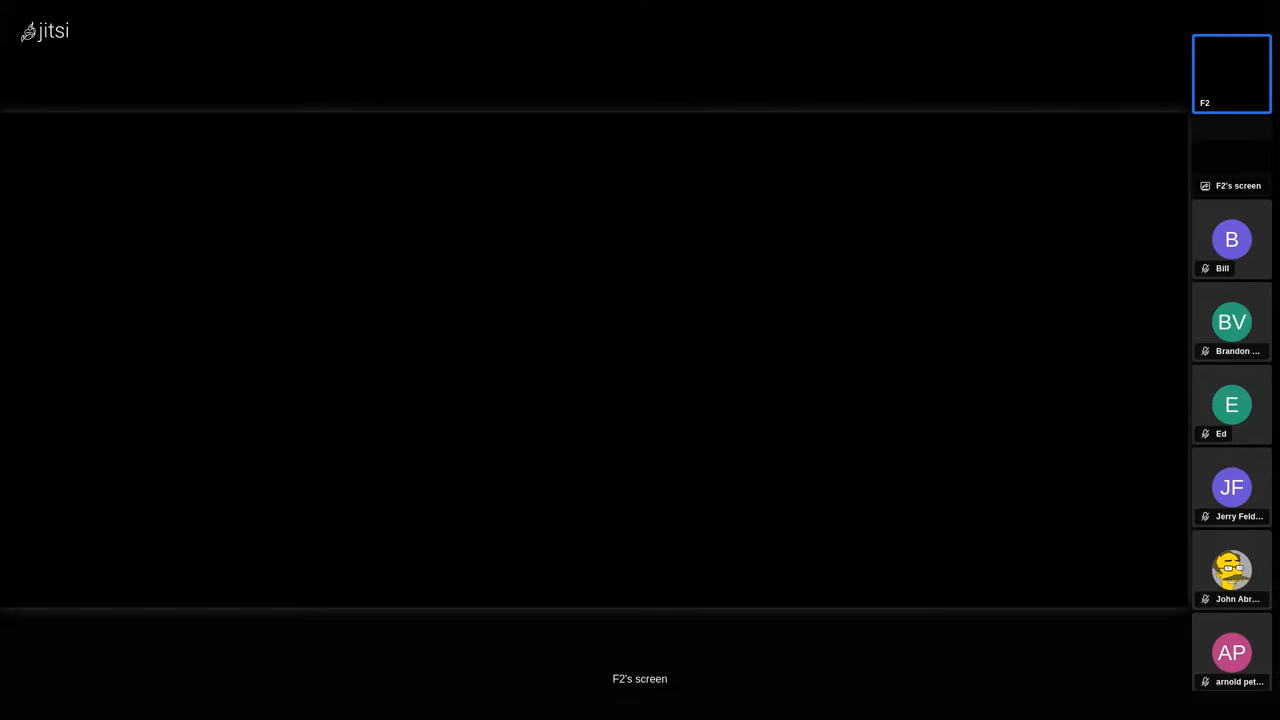 jitsi
F2
F2's screen
B
Bill
BV
Brandon ...
E
Ed
JF
Jerry Feld...
John Abr...
AP
arnold pet...
F2's screen